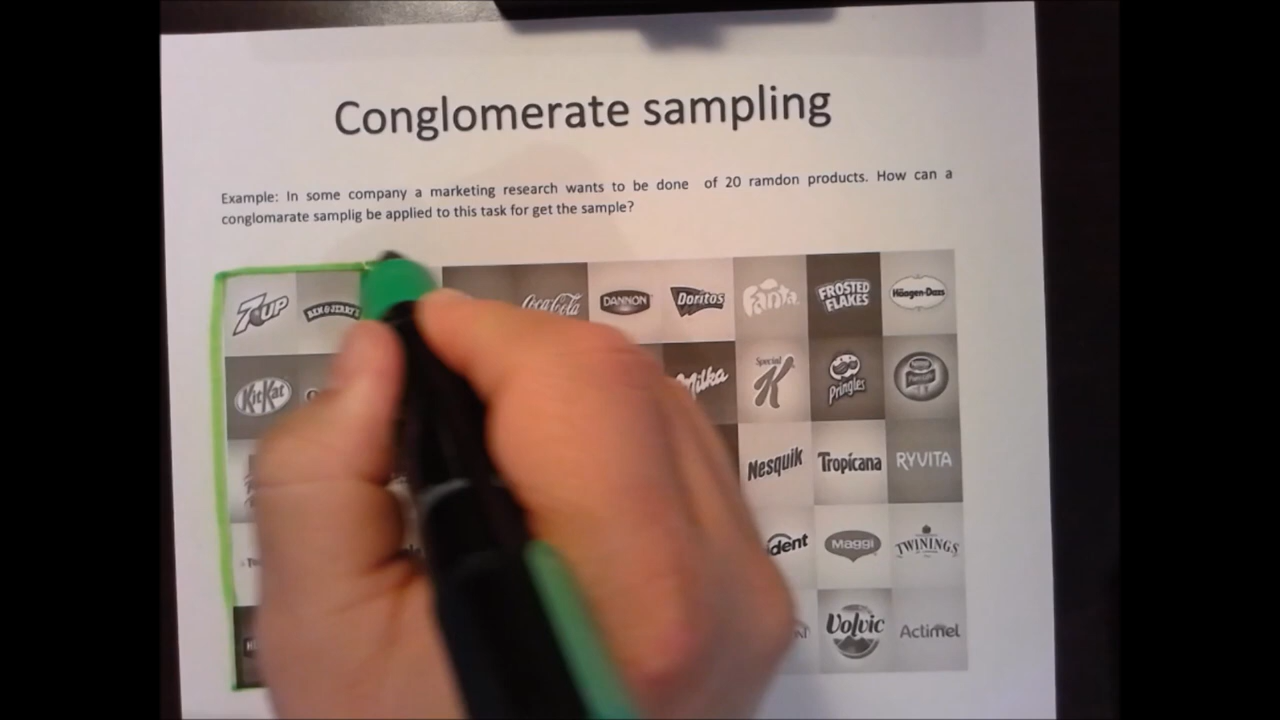 Conglomerate sampling
Example: In some company a marketing research wants to be done of 20 ramdon products. How can a
conglomarate samplig be applied to this task for get the sample?
7UP BEN & JERRY'S Coca-Cola DANNON Doritos Fanta FROSTED FLAKES Häagen-Dazs
KitKat Milka Special K Pringles
Nesquik Tropicana RYVITA
Maggi TWININGS
Volvic Actimel